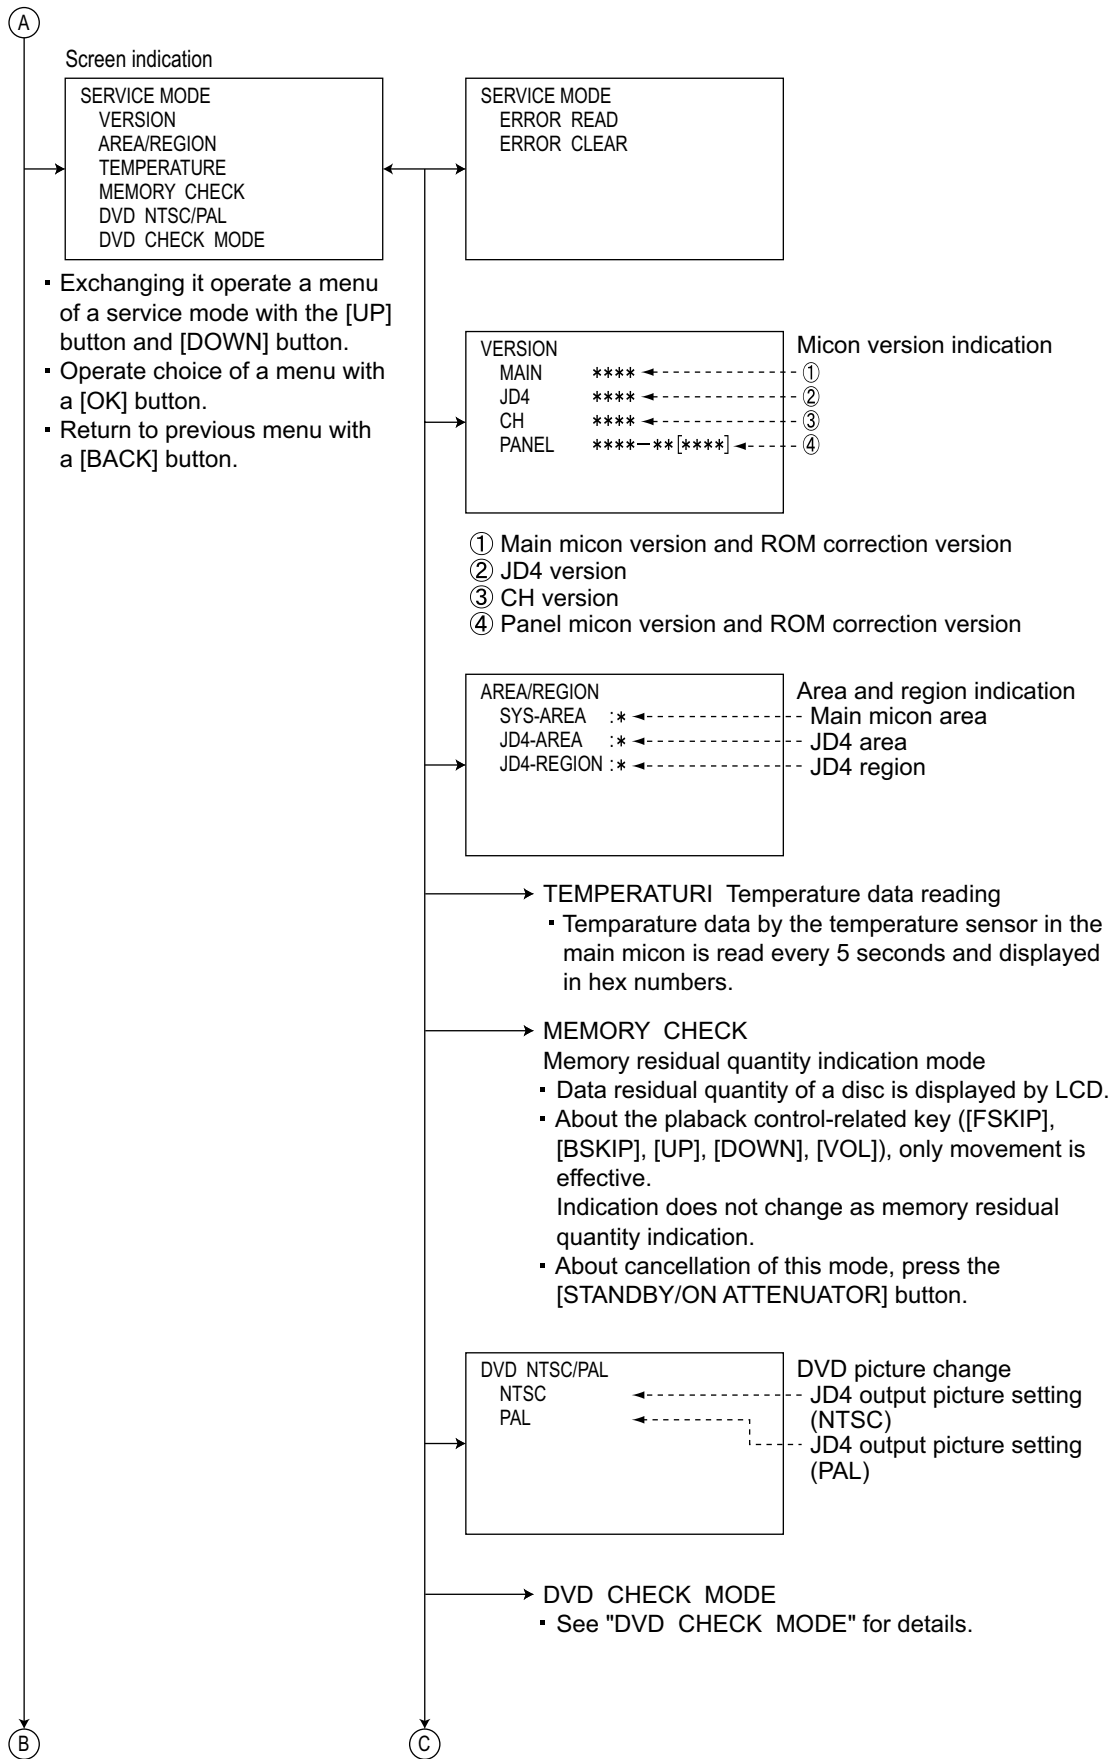 A
Screen indication
SERVICE MODE
VERSION
AREA/REGION
TEMPERATURE
MEMORY CHECK
DVD NTSC/PAL
DVD CHECK MODE
▪ Exchanging it operate a menu
of a service mode with the [UP]
button and [DOWN] button.
▪ Operate choice of a menu with
a [OK] button.
▪ Return to previous menu with
a [BACK] button.
SERVICE MODE
ERROR READ
ERROR CLEAR
VERSION
Micon version indication
MAIN **** ①
JD4 **** ②
CH **** ③
PANEL ****–**[****] ④
① Main micon version and ROM correction version
② JD4 version
③ CH version
④ Panel micon version and ROM correction version
AREA/REGION
Area and region indication
SYS-AREA :* Main micon area
JD4-AREA :* JD4 area
JD4-REGION :* JD4 region
TEMPERATURI Temperature data reading
▪ Temparature data by the temperature sensor in the
main micon is read every 5 seconds and displayed
in hex numbers.
MEMORY CHECK
Memory residual quantity indication mode
▪ Data residual quantity of a disc is displayed by LCD.
▪ About the plaback control-related key ([FSKIP],
[BSKIP], [UP], [DOWN], [VOL]), only movement is
effective.
Indication does not change as memory residual
quantity indication.
▪ About cancellation of this mode, press the
[STANDBY/ON ATTENUATOR] button.
DVD NTSC/PAL
NTSC
PAL
DVD picture change
JD4 output picture setting
(NTSC)
JD4 output picture setting
(PAL)
DVD CHECK MODE
▪ See "DVD CHECK MODE" for details.
B
C